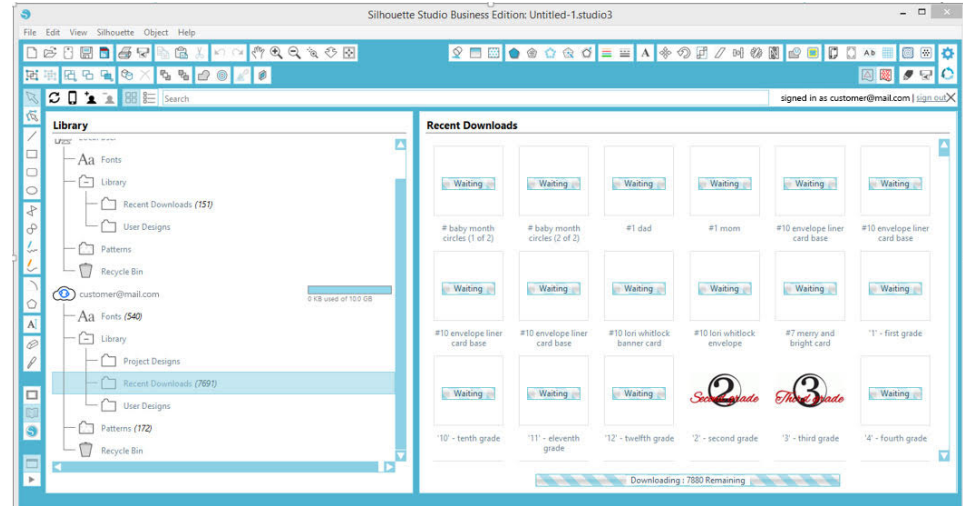 Silhouette Studio Business Edition: Untitled-1.studio3
File Edit View Silhouette Object Help
Search
signed in as customer@mail.com | sign out
Library
Aa Fonts
Library
Recent Downloads (151)
User Designs
Patterns
Recycle Bin
customer@mail.com
0 KB used of 10.0 GB
Aa Fonts (540)
Library
Project Designs
Recent Downloads (7691)
User Designs
Patterns (172)
Recycle Bin
Recent Downloads
Waiting Waiting Waiting Waiting Waiting Waiting
# baby month circles (1 of 2)
# baby month circles (2 of 2)
#1 dad
#1 mom
#10 envelope liner card base
#10 envelope liner card base
Waiting Waiting Waiting Waiting Waiting Waiting
#10 envelope liner card base
#10 envelope liner card base
#10 lori whitlock banner card
#10 lori whitlock envelope
#7 merry and bright card
'1' - first grade
Waiting Waiting Waiting 2 Second grade 3 Third grade Waiting
'10' - tenth grade
'11' - eleventh grade
'12' - twelfth grade
'2' - second grade
'3' - third grade
'4' - fourth grade
Downloading : 7880 Remaining